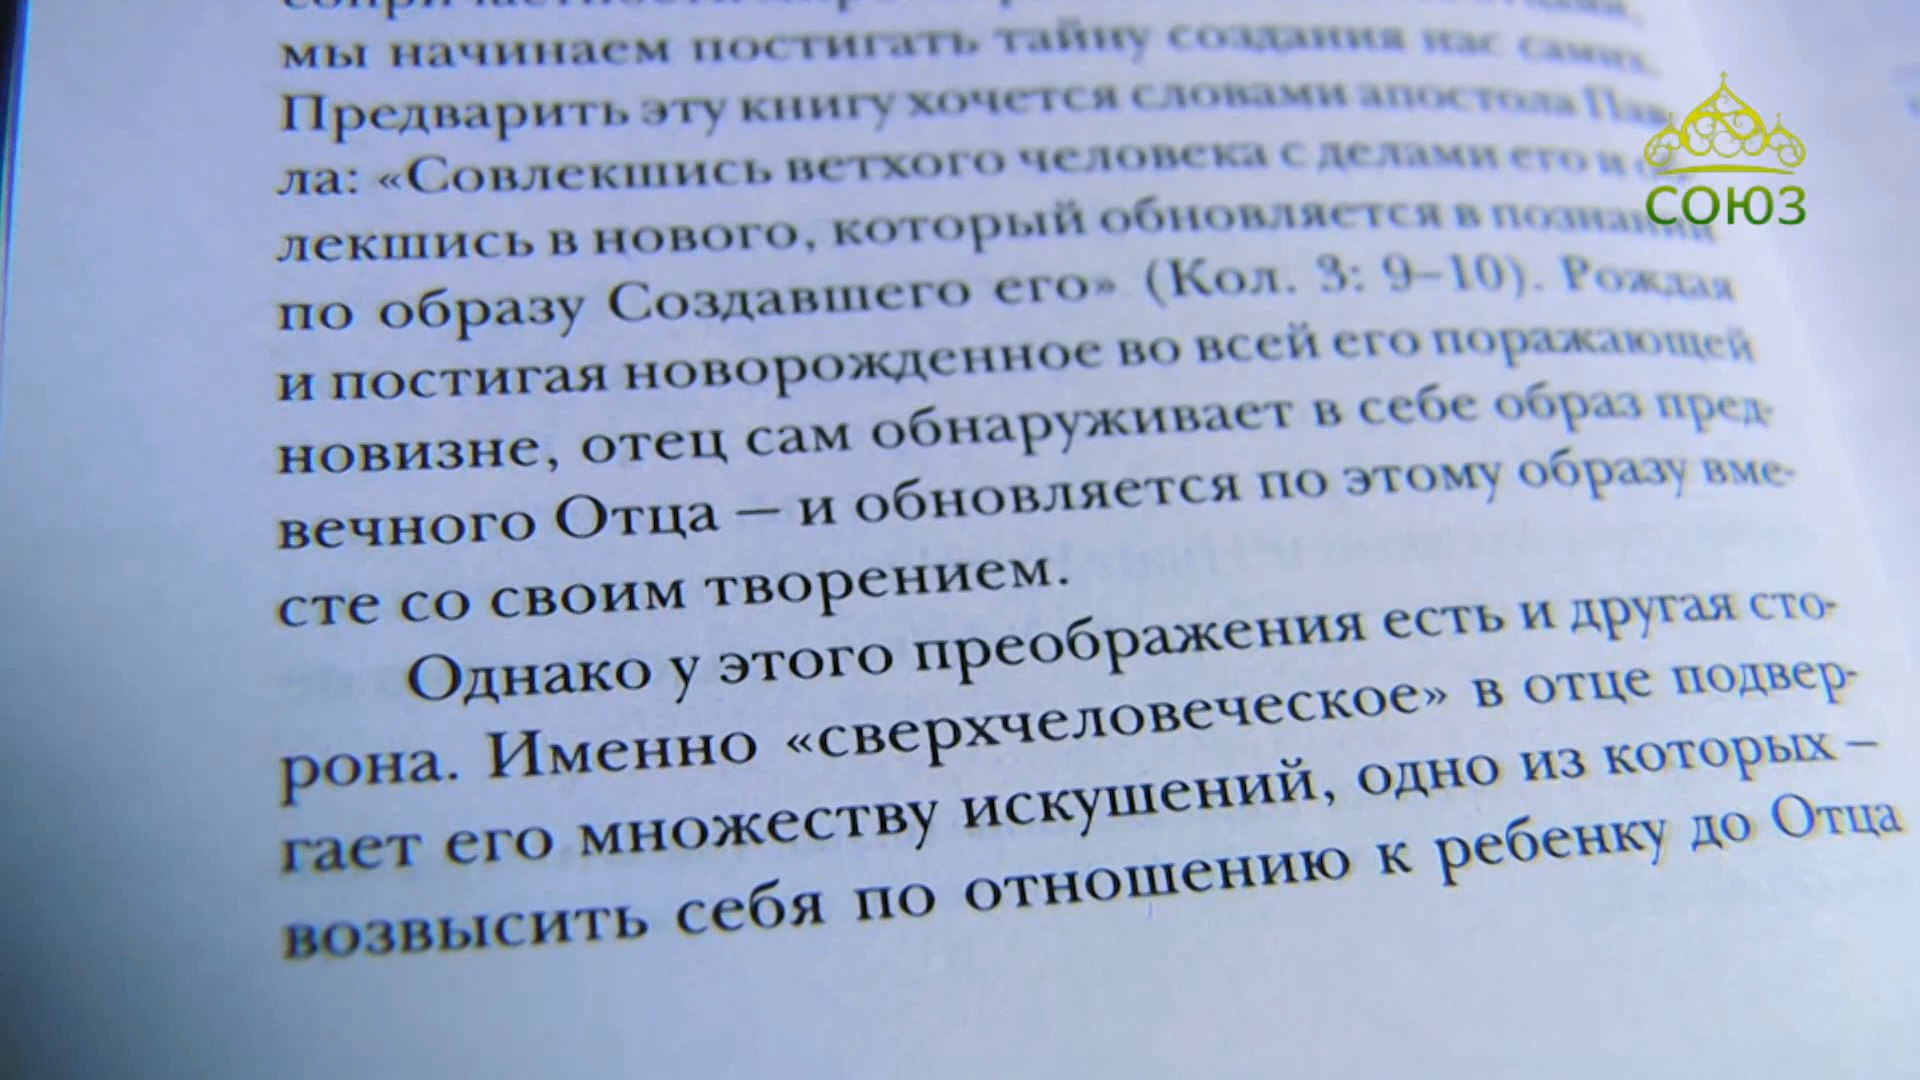 мы начинаем постигать тайну создания нас самих.
Предварить эту книгу хочется словами апостола Пав-
ла: «Совлекшись ветхого человека с делами его и
лекшись в нового, который обновляется в познании
по образу Создавшего его» (Кол. 3: 9–10). Рождая
и постигая новорожденное во всей его поражающей
новизне, отец сам обнаруживает в себе образ пред-
вечного Отца — и обновляется по этому образу вме-
сте со своим творением.
Однако у этого преображения есть и другая сто-
рона. Именно «сверхчеловеческое» в отце подвер-
гает его множеству искушений, одно из которых –
возвысить себя по отношению к ребенку до Отца
СОЮЗ